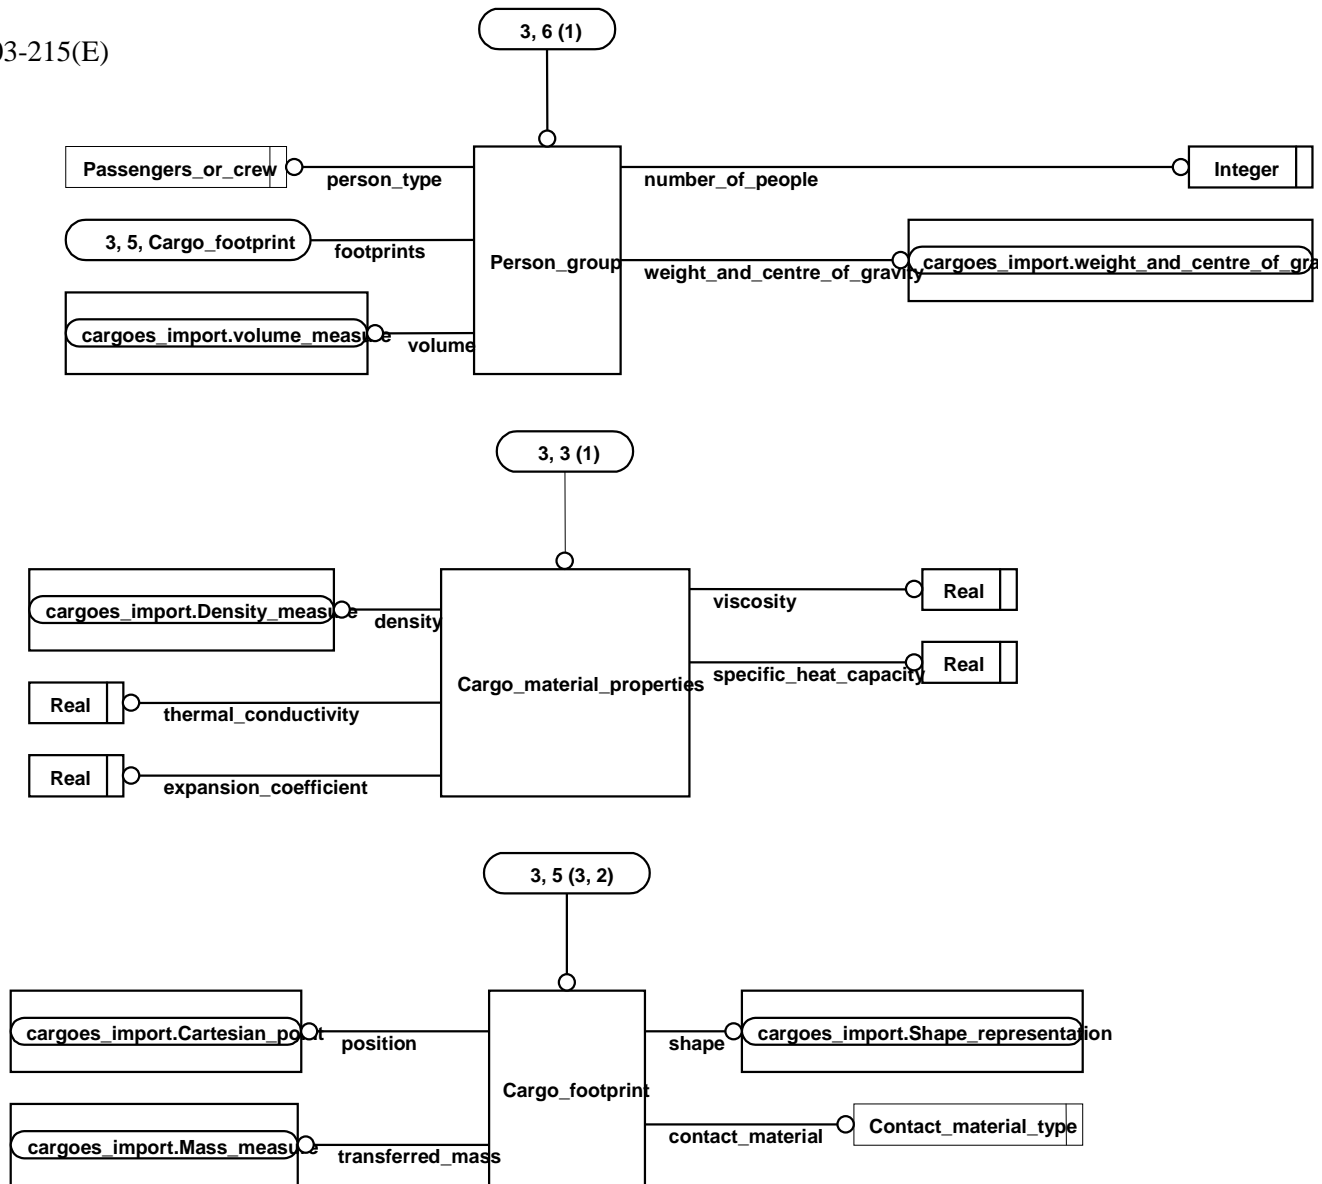 3, 6 (1)
03-215(E)
Passengers_or_crew
person_type
number_of_people
Integer
3, 5, Cargo_footprint
footprints
Person_group
weight_and_centre_of_gravity
cargoes_import.weight_and_centre_of_gra
cargoes_import.volume_measure
volume
3, 3 (1)
cargoes_import.Density_measure
density
viscosity
Real
Cargo_material_properties
specific_heat_capacity
Real
Real
thermal_conductivity
Real
expansion_coefficient
3, 5 (3, 2)
cargoes_import.Cartesian_point
position
shape
cargoes_import.Shape_representation
Cargo_footprint
cargoes_import.Mass_measure
transferred_mass
contact_material
Contact_material_type